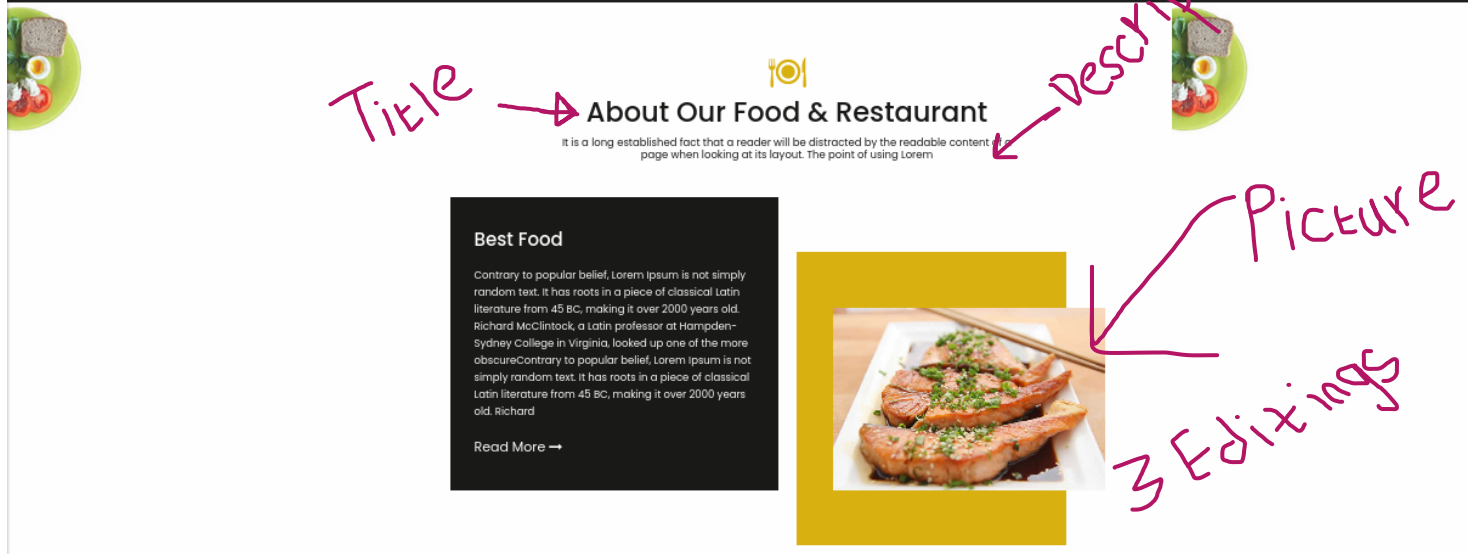 Descrip
Title
About Our Food & Restaurant
It is a long established fact that a reader will be distracted by the readable content of a
page when looking at its layout. The point of using Lorem
Picture
Best Food
Contrary to popular belief, Lorem Ipsum is not simply
random text. It has roots in a piece of classical Latin
literature from 45 BC, making it over 2000 years old.
Richard McClintock, a Latin professor at Hampden-
Sydney College in Virginia, looked up one of the more
obscureContrary to popular belief, Lorem Ipsum is not
simply random text. It has roots in a piece of classical
Latin literature from 45 BC, making it over 2000 years
old. Richard
Read More
3 Editings